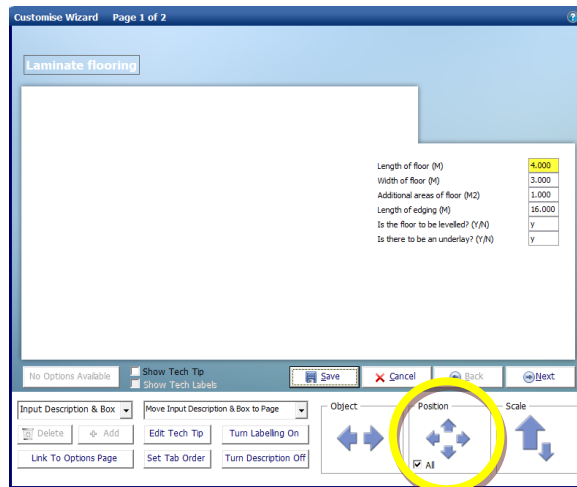 Customise Wizard Page 1 of 2
?
Laminate flooring
Length of floor (M) 4.000
Width of floor (M) 3.000
Additional areas of floor (M2) 1.000
Length of edging (M) 16.000
Is the floor to be levelled? (Y/N) y
Is there to be an underlay? (Y/N) y
No Options Available
Show Tech Tip
Show Tech Labels
Save
Cancel
Back
Next
Input Description & Box
Move Input Description & Box to Page
Delete
Add
Edit Tech Tip
Turn Labelling On
Link To Options Page
Set Tab Order
Turn Description Off
Object
Position
All
Scale